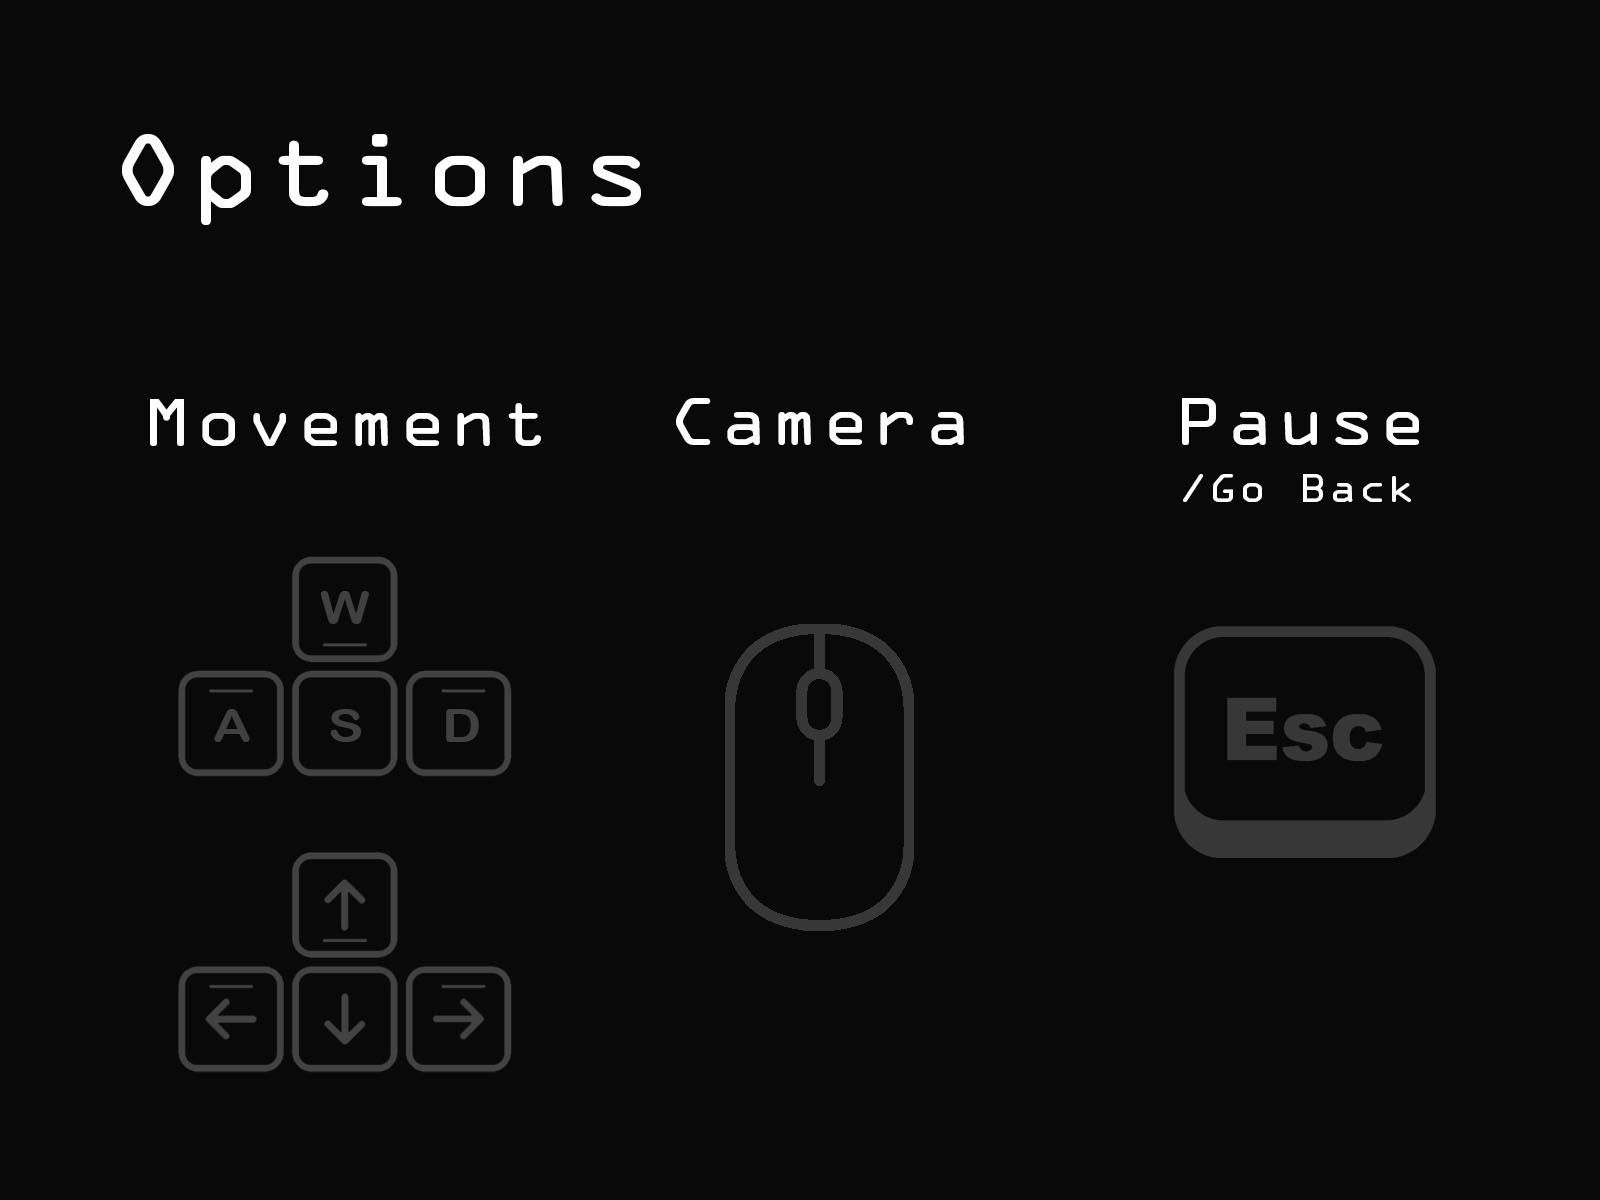 Options
Movement Camera Pause
/Go Back
W
A S D
Esc
↑
← ↓ →